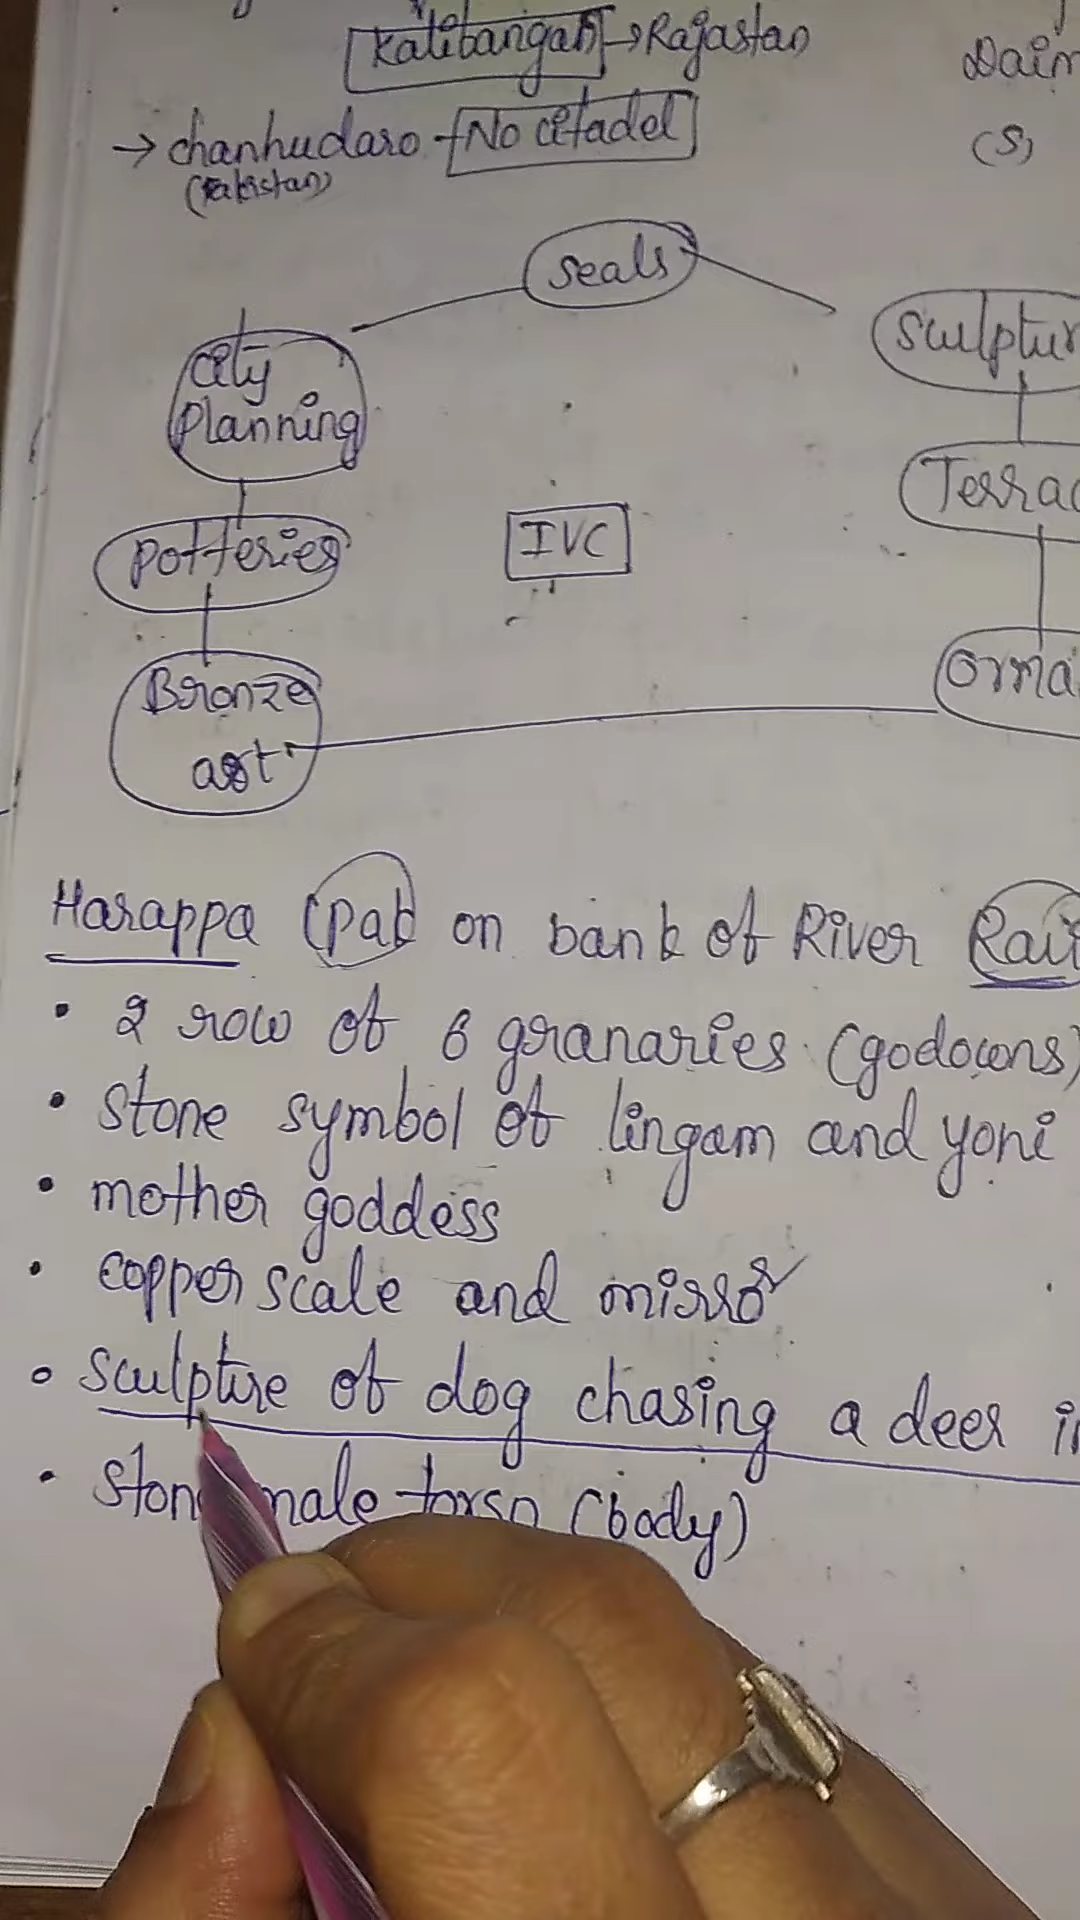 Kalibangan → Rajastan
Daim
→ chanhudaro - No citadel
(Pakistan)
(S)
seals
city
Planning
Sculptur
potteries
IVC
Terrac
Bronze
art
Orna
Harappa (Pak on bank of River Ravi
• 2 row of 6 granaries (godowns)
• stone symbol of lingam and yoni
• mother goddess
• copper scale and mirror
• sculpture of dog chasing a deer in
• stone male torso (body)